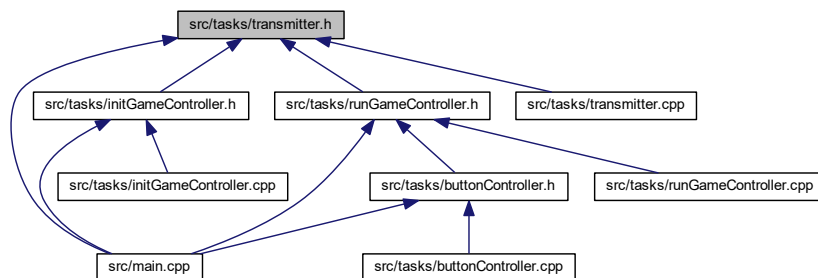 src/tasks/transmitter.h
src/tasks/initGameController.h
src/tasks/runGameController.h
src/tasks/transmitter.cpp
src/tasks/initGameController.cpp
src/tasks/buttonController.h
src/tasks/runGameController.cpp
src/main.cpp
src/tasks/buttonController.cpp